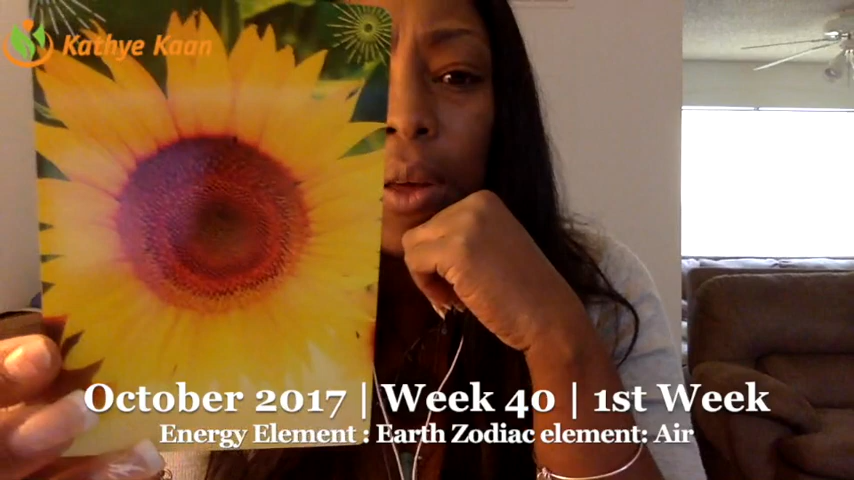 Kathye Kaan
October 2017 | Week 40 | 1st Week
Energy Element : Earth Zodiac element: Air